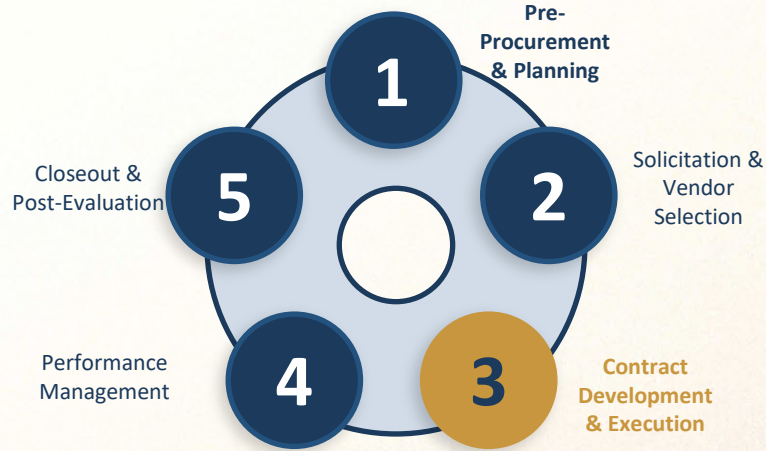 1
Pre-
Procurement
& Planning
2
Solicitation &
Vendor
Selection
3
Contract
Development
& Execution
4
Performance
Management
5
Closeout &
Post-Evaluation